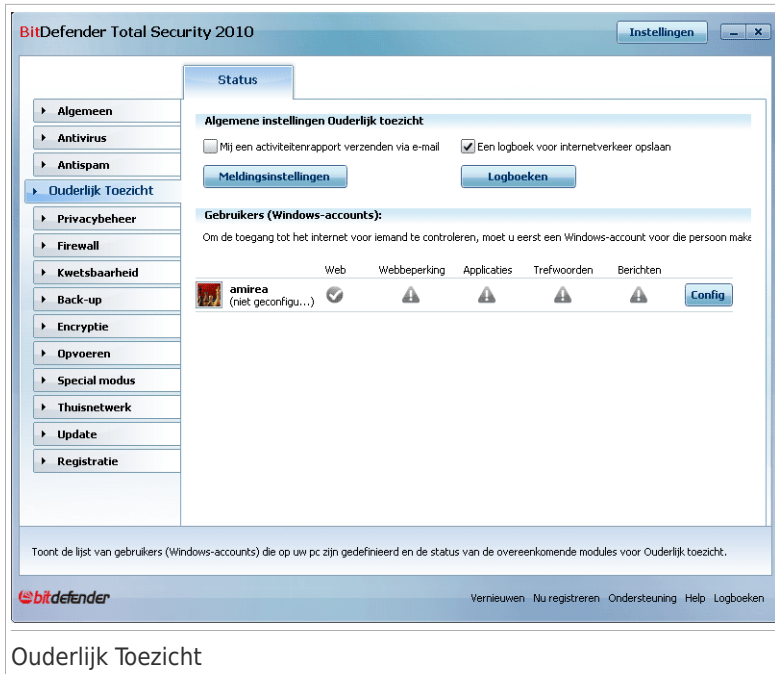 BitDefender Total Security 2010
Instellingen
Status
Algemeen
Antivirus
Antispam
Ouderlijk Toezicht
Privacybeheer
Firewall
Kwetsbaarheid
Back-up
Encryptie
Opvoeren
Special modus
Thuisnetwerk
Update
Registratie
Algemene instellingen Ouderlijk toezicht
Mij een activiteitenrapport verzenden via e-mail
Een logboek voor internetverkeer opslaan
Meldingsinstellingen
Logboeken
Gebruikers (Windows-accounts):
Om de toegang tot het internet voor iemand te controleren, moet u eerst een Windows-account voor die persoon make
Web Webbeperking Applicaties Trefwoorden Berichten
amirea
(niet geconfigu...)
Config
Toont de lijst van gebruikers (Windows-accounts) die op uw pc zijn gedefinieerd en de status van de overeenkomende modules voor Ouderlijk toezicht.
bitdefender
Vernieuwen Nu registreren Ondersteuning Help Logboeken
Ouderlijk Toezicht